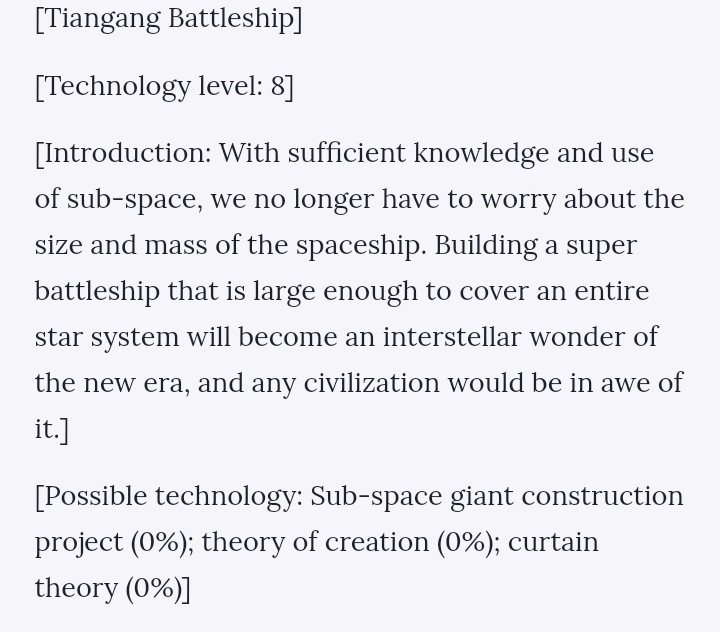 [Tiangang Battleship]
[Technology level: 8]
[Introduction: With sufficient knowledge and use
of sub-space, we no longer have to worry about the
size and mass of the spaceship. Building a super
battleship that is large enough to cover an entire
star system will become an interstellar wonder of
the new era, and any civilization would be in awe of
it.]
[Possible technology: Sub-space giant construction
project (0%); theory of creation (0%); curtain
theory (0%)]